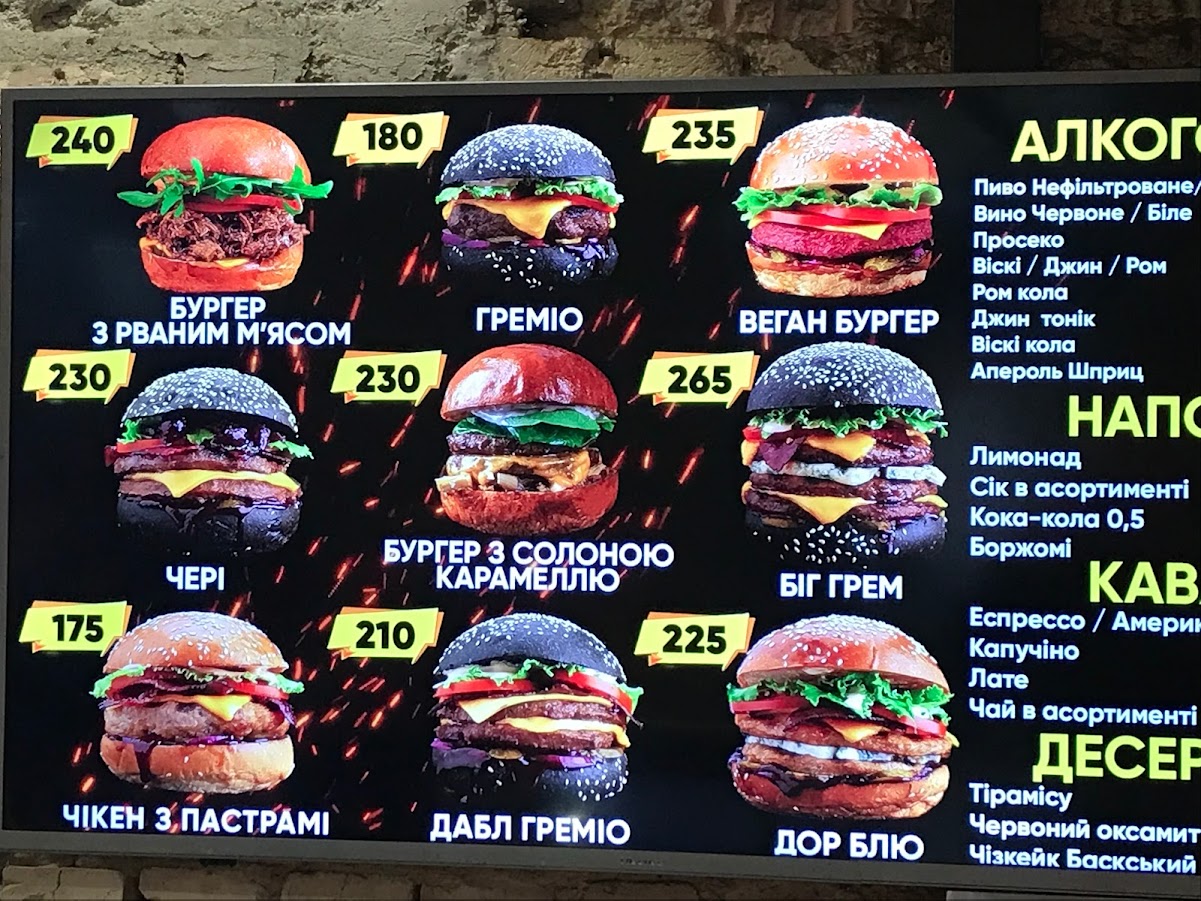 240
БУРГЕР
З РВАНИМ М'ЯСОМ
180
ГРЕМІО
235
ВЕГАН БУРГЕР
230
ЧЕРІ
230
БУРГЕР З СОЛОНОЮ
КАРАМЕЛЛЮ
265
БІГ ГРЕМ
175
ЧІКЕН З ПАСТРАМІ
210
ДАБЛ ГРЕМІО
225
ДОР БЛЮ
АЛКОГО
Пиво Нефільтроване/
Вино Червоне / Біле
Просеко
Віскі / Джин / Ром
Ром кола
Джин тонік
Віскі кола
Апероль Шприц
НАПО
Лимонад
Сік в асортименті
Кока-кола 0,5
Боржомі
КАВ
Еспрессо / Америк
Капучіно
Лате
Чай в асортименті
ДЕСЕР
Тірамісу
Червоний оксамит
Чізкейк Баскський